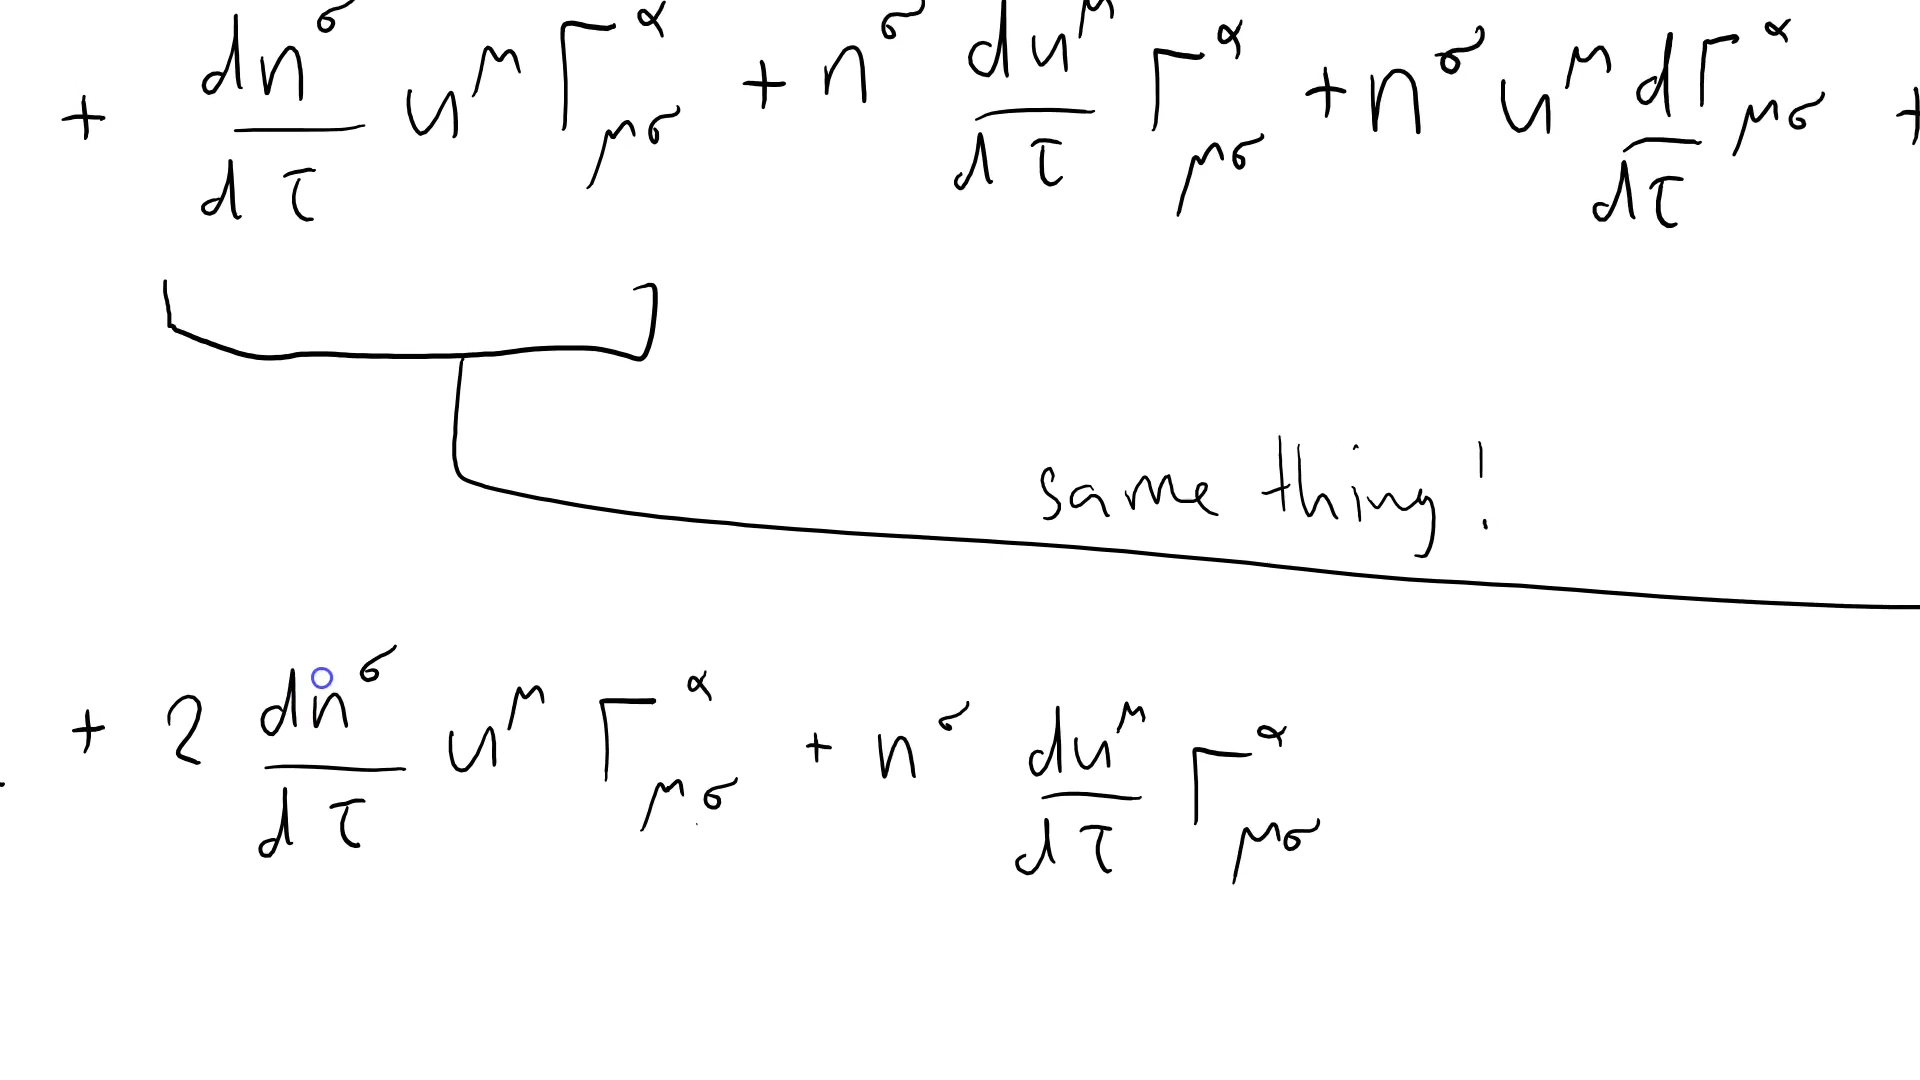 + dn^σ/dτ u^μ Γ^α_μσ + n^σ du^μ/dτ Γ^α_μσ + n^σ u^μ dΓ^α_μσ/dτ +
same thing!
+ 2 dn^σ/dτ u^μ Γ^α_μσ + n^σ du^μ/dτ Γ^α_μσ